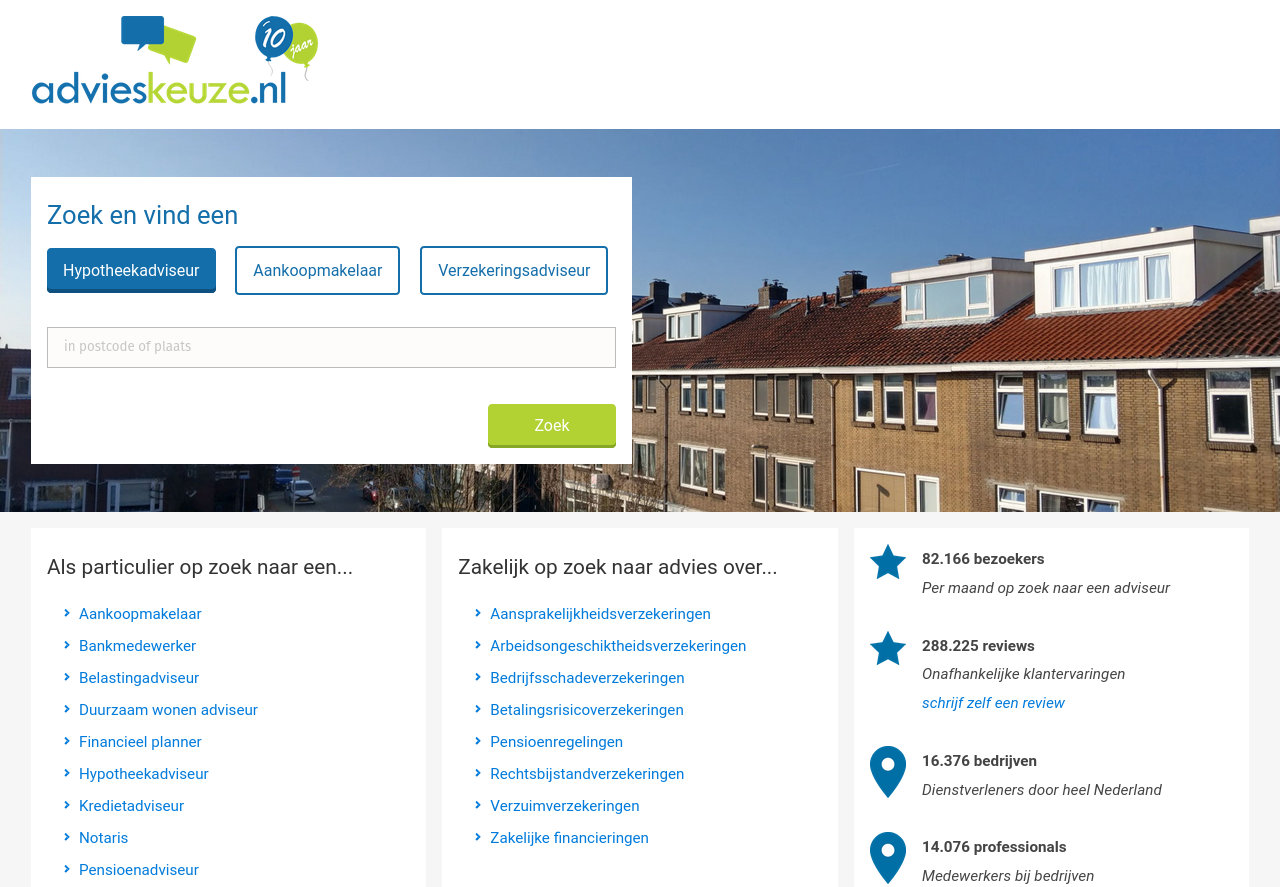 advieskeuze.nl
10
jaar
Zoek en vind een
Hypotheekadviseur
Aankoopmakelaar
Verzekeringsadviseur
in postcode of plaats
Zoek
Als particulier op zoek naar een...
Aankoopmakelaar
Bankmedewerker
Belastingadviseur
Duurzaam wonen adviseur
Financieel planner
Hypotheekadviseur
Kredietadviseur
Notaris
Pensioenadviseur
Zakelijk op zoek naar advies over...
Aansprakelijkheidsverzekeringen
Arbeidsongeschiktheidsverzekeringen
Bedrijfsschadeverzekeringen
Betalingsrisicoverzekeringen
Pensioenregelingen
Rechtsbijstandverzekeringen
Verzuimverzekeringen
Zakelijke financieringen
82.166 bezoekers
Per maand op zoek naar een adviseur
288.225 reviews
Onafhankelijke klantervaringen
schrijf zelf een review
16.376 bedrijven
Dienstverleners door heel Nederland
14.076 professionals
Medewerkers bij bedrijven